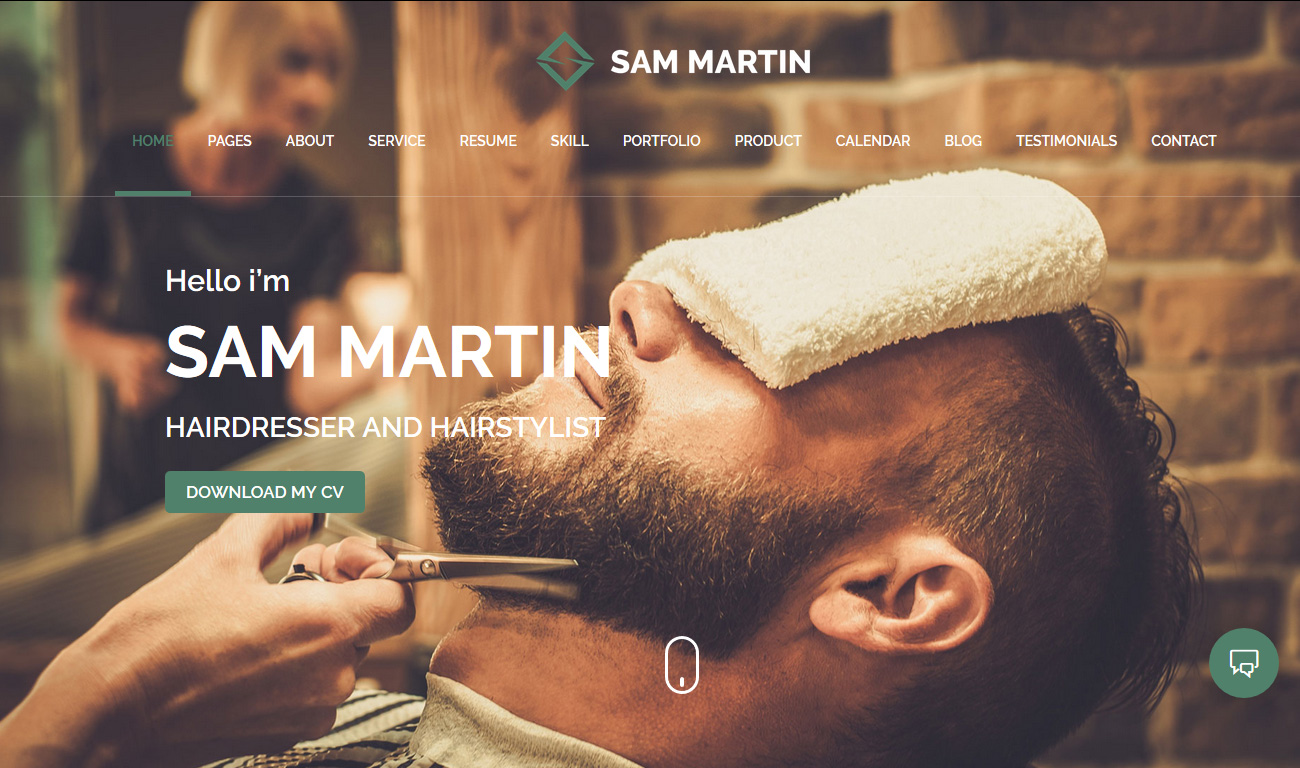 SAM MARTIN
HOME PAGES ABOUT SERVICE RESUME SKILL PORTFOLIO PRODUCT CALENDAR BLOG TESTIMONIALS CONTACT
Hello i’m
SAM MARTIN
HAIRDRESSER AND HAIRSTYLIST
DOWNLOAD MY CV